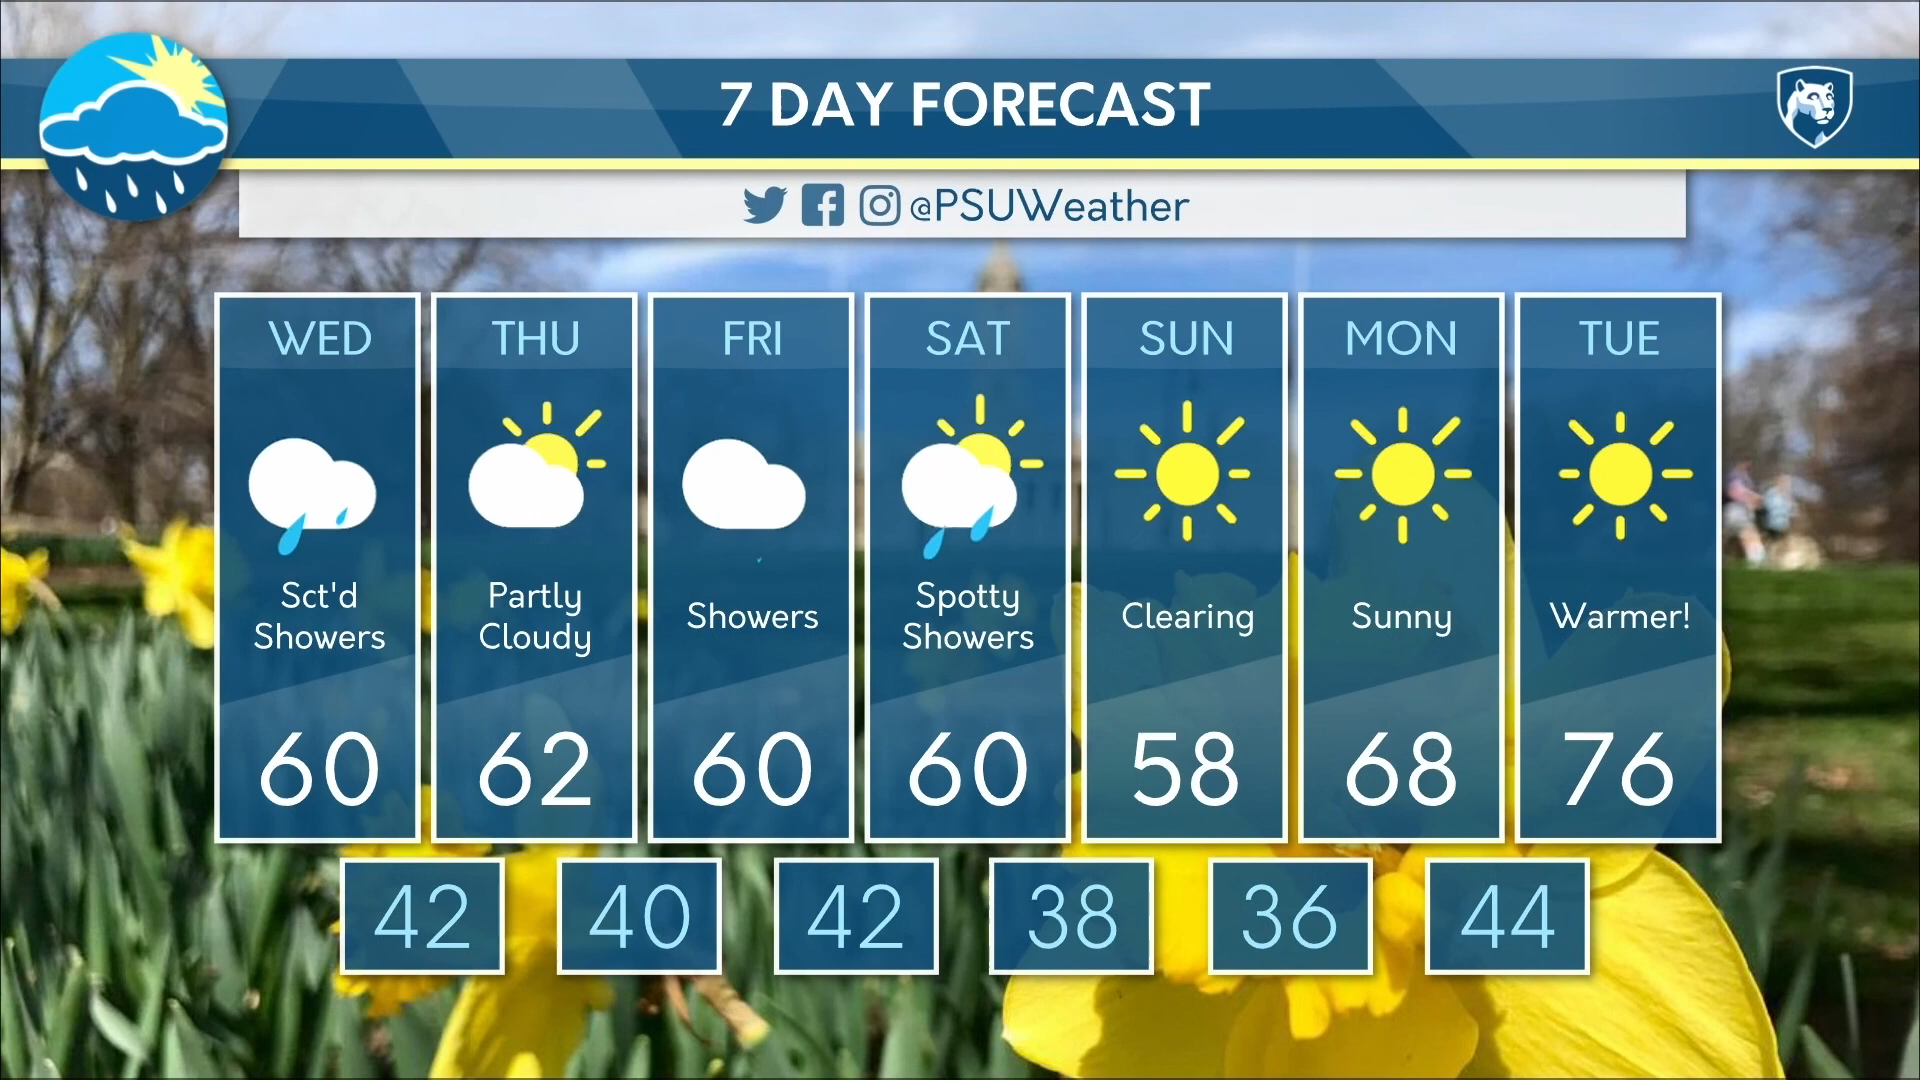 7 DAY FORECAST
@PSUWeather
WED
Sct'd
Showers
60
THU
Partly
Cloudy
62
FRI
Showers
60
SAT
Spotty
Showers
60
SUN
Clearing
58
MON
Sunny
68
TUE
Warmer!
76
42
40
42
38
36
44